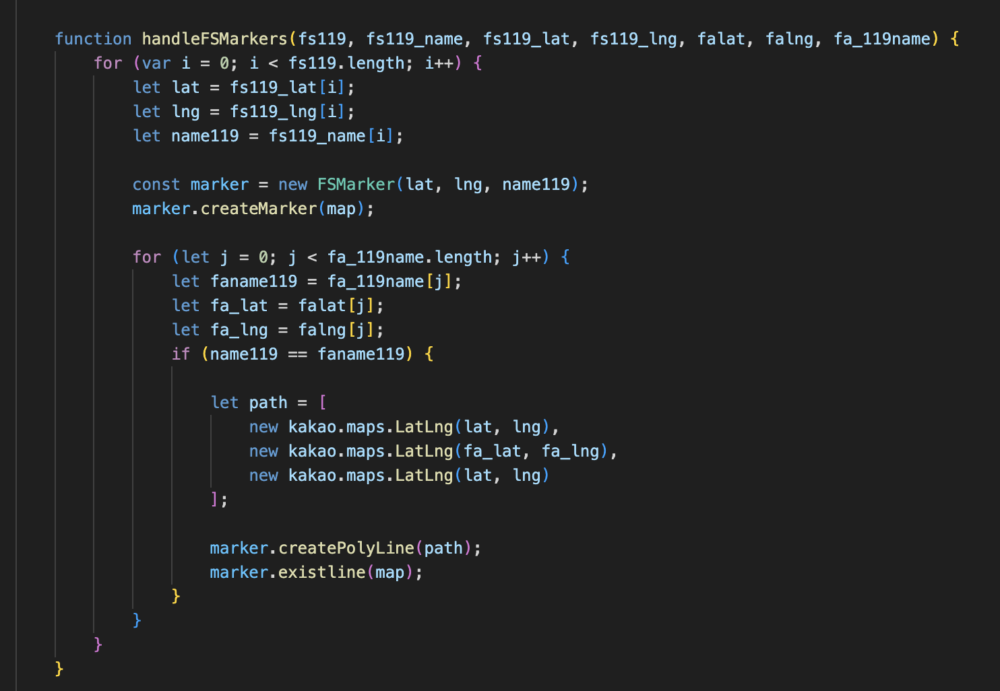 function handleFSMarkers(fs119, fs119_name, fs119_lat, fs119_lng, falat, falng, fa_119name) {
for (var i = 0; i < fs119.length; i++) {
let lat = fs119_lat[i];
let lng = fs119_lng[i];
let name119 = fs119_name[i];
const marker = new FSMarker(lat, lng, name119);
marker.createMarker(map);
for (let j = 0; j < fa_119name.length; j++) {
let faname119 = fa_119name[j];
let fa_lat = falat[j];
let fa_lng = falng[j];
if (name119 == faname119) {
let path = [
new kakao.maps.LatLng(lat, lng),
new kakao.maps.LatLng(fa_lat, fa_lng),
new kakao.maps.LatLng(lat, lng)
];
marker.createPolyLine(path);
marker.existline(map);
}
}
}
}